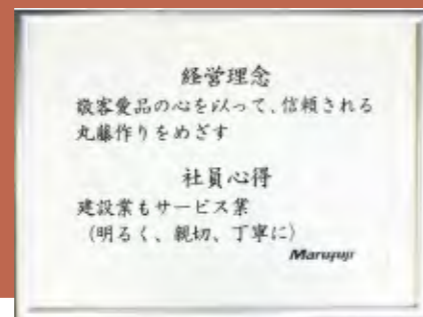 経営理念
敬客愛品の心を以って、信頼される
丸藤作りをめざす
社員心得
建設業もサービス業
(明るく、親切、丁寧に)
Marufuji